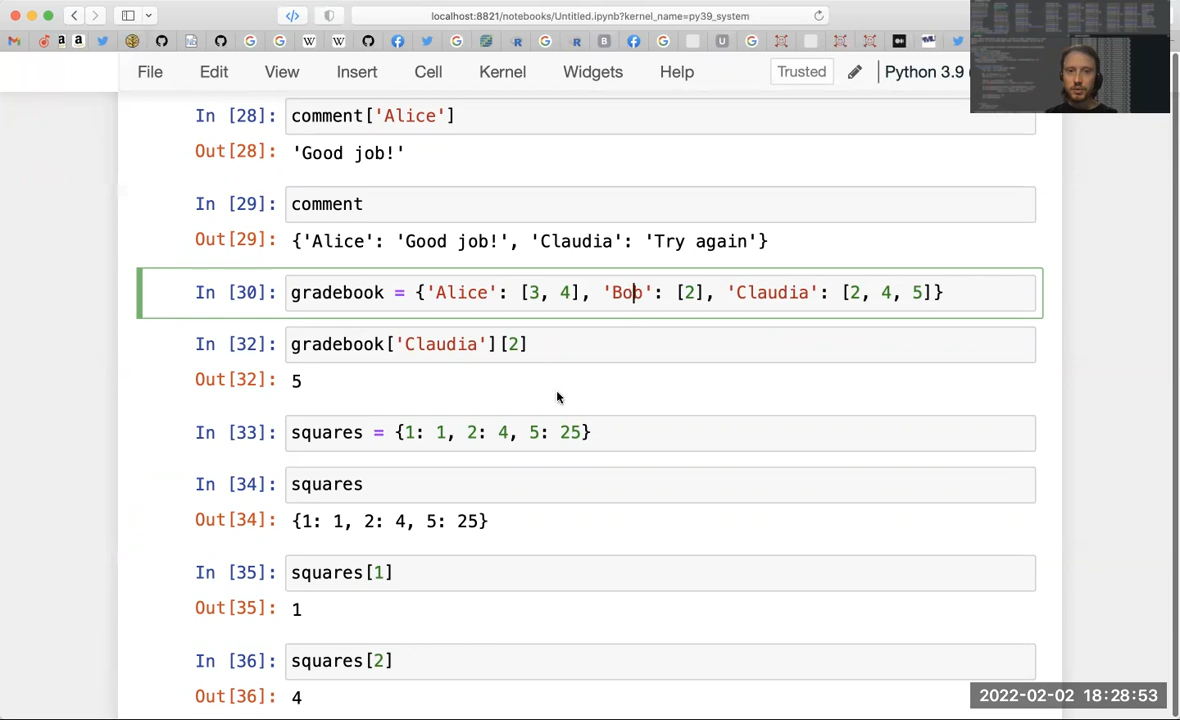 localhost:8821/notebooks/Untitled.ipynb?kernel_name=py39_system
File Edit View Insert Cell Kernel Widgets Help Trusted Python 3.9
In [28]: comment['Alice']
Out[28]: 'Good job!'
In [29]: comment
Out[29]: {'Alice': 'Good job!', 'Claudia': 'Try again'}
In [30]: gradebook = {'Alice': [3, 4], 'Bob': [2], 'Claudia': [2, 4, 5]}
In [32]: gradebook['Claudia'][2]
Out[32]: 5
In [33]: squares = {1: 1, 2: 4, 5: 25}
In [34]: squares
Out[34]: {1: 1, 2: 4, 5: 25}
In [35]: squares[1]
Out[35]: 1
In [36]: squares[2]
Out[36]: 4
2022-02-02 18:28:53